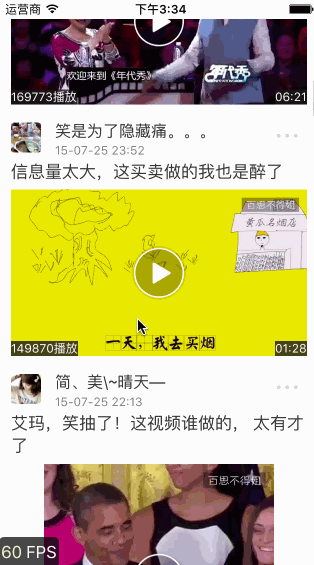 运营商
下午3:34
欢迎来到《年代秀》
年代秀
169773播放
06:21
笑是为了隐藏痛。。。
15-07-25 23:52
信息量太大，这买卖做的我也是醉了
百思不得姐
黄瓜名烟店
一天，我去买烟
149870播放
01:28
简、美\~晴天—
15-07-25 22:13
艾玛，笑抽了！这视频谁做的， 太有才
了
百思不得姐
60 FPS